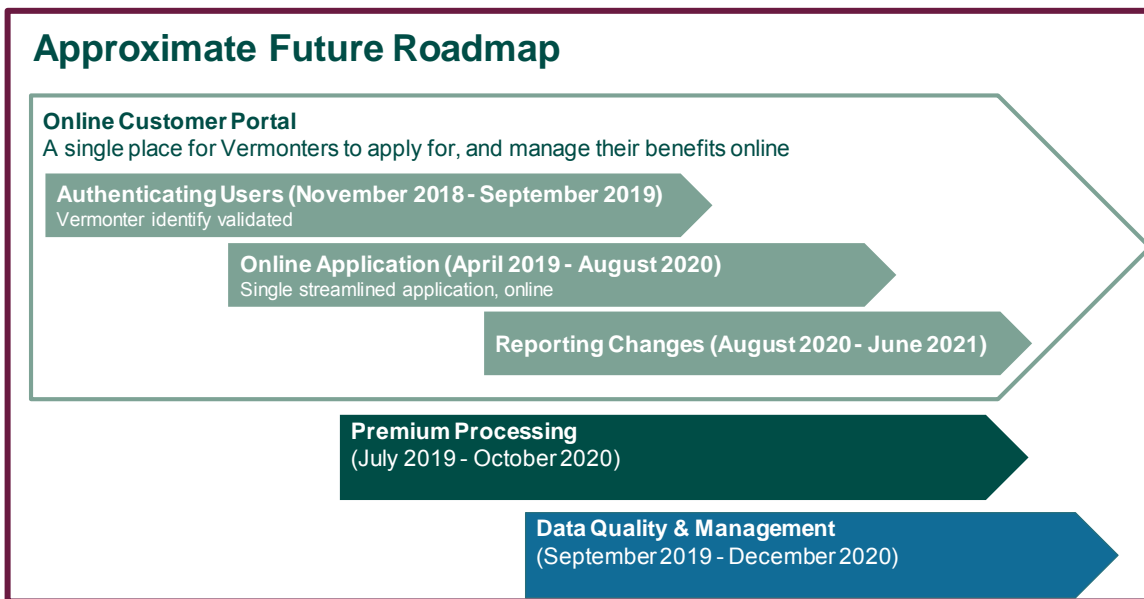 Approximate Future Roadmap
Online Customer Portal
A single place for Vermonters to apply for, and manage their benefits online
Authenticating Users (November 2018 - September 2019)
Vermonter identify validated
Online Application (April 2019 - August 2020)
Single streamlined application, online
Reporting Changes (August 2020 - June 2021)
Premium Processing
(July 2019 - October 2020)
Data Quality & Management
(September 2019 - December 2020)